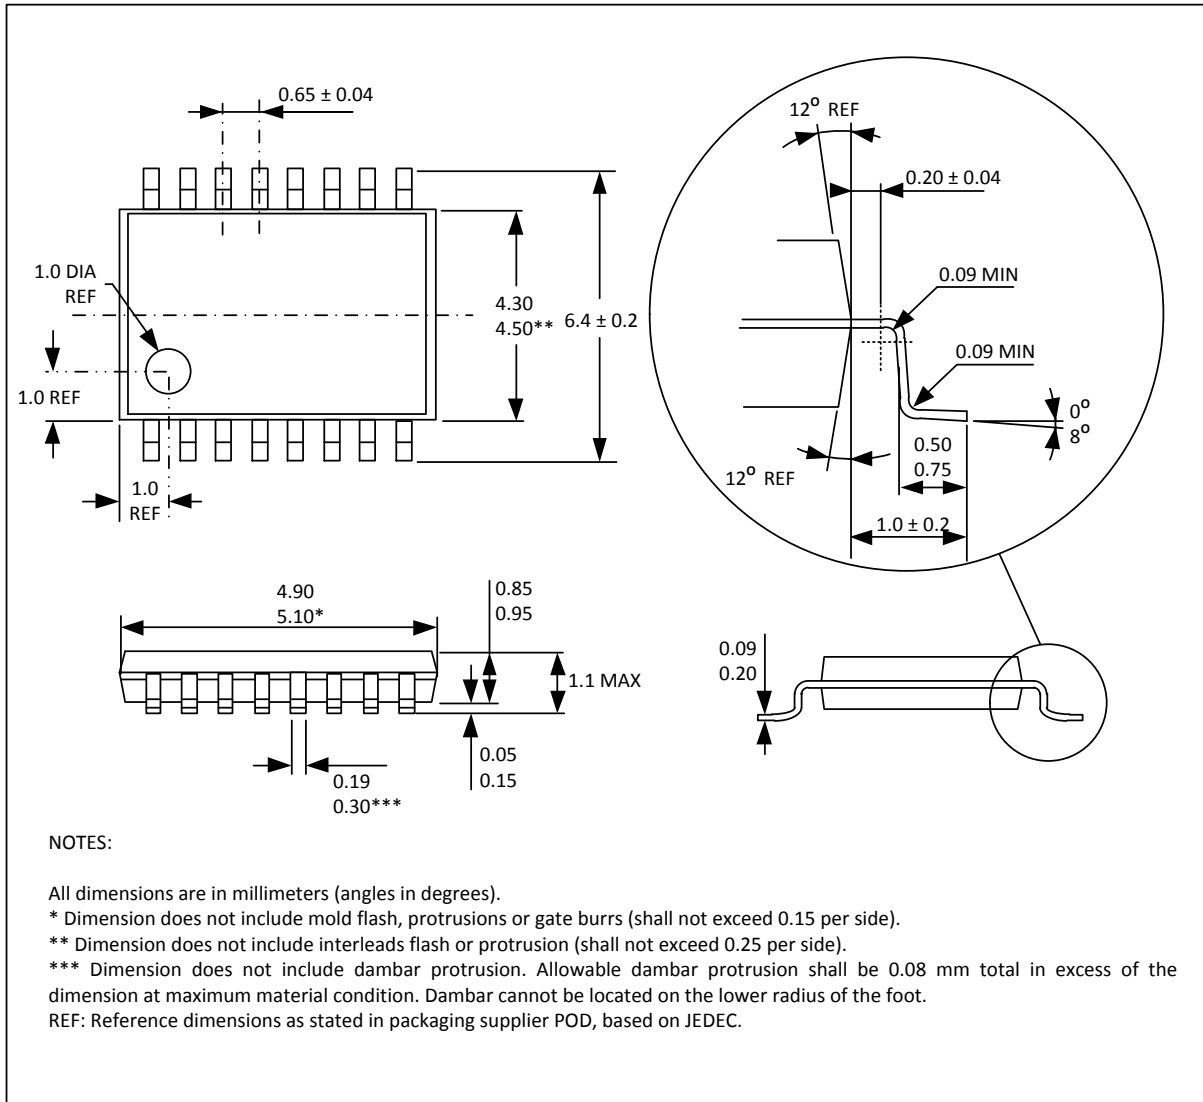 0.65 ± 0.04
12° REF
0.20 ± 0.04
1.0 DIA
REF
0.09 MIN
4.30
4.50**
6.4 ± 0.2
0.09 MIN
1.0 REF
0°
8°
0.50
0.75
12° REF
1.0
REF
1.0 ± 0.2
4.90
5.10*
0.85
0.95
1.1 MAX
0.09
0.20
0.05
0.15
0.19
0.30***
NOTES:
All dimensions are in millimeters (angles in degrees).
* Dimension does not include mold flash, protrusions or gate burrs (shall not exceed 0.15 per side).
** Dimension does not include interleads flash or protrusion (shall not exceed 0.25 per side).
*** Dimension does not include dambar protrusion. Allowable dambar protrusion shall be 0.08 mm total in excess of the
dimension at maximum material condition. Dambar cannot be located on the lower radius of the foot.
REF: Reference dimensions as stated in packaging supplier POD, based on JEDEC.